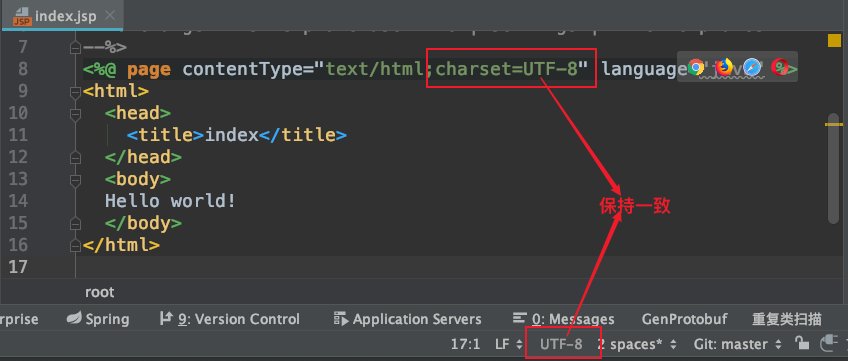 JSP index.jsp
7 --%>
8 <%@ page contentType="text/html;charset=UTF-8" language="java" %>
9 <html>
10 <head>
11 <title>index</title>
12 </head>
13 <body>
14 Hello world!
15 </body>
16 </html>
17
保持一致
root
rprise Spring 9: Version Control Application Servers 0: Messages GenProtobuf 重复类扫描
17:1 LF UTF-8 2 spaces* Git: master